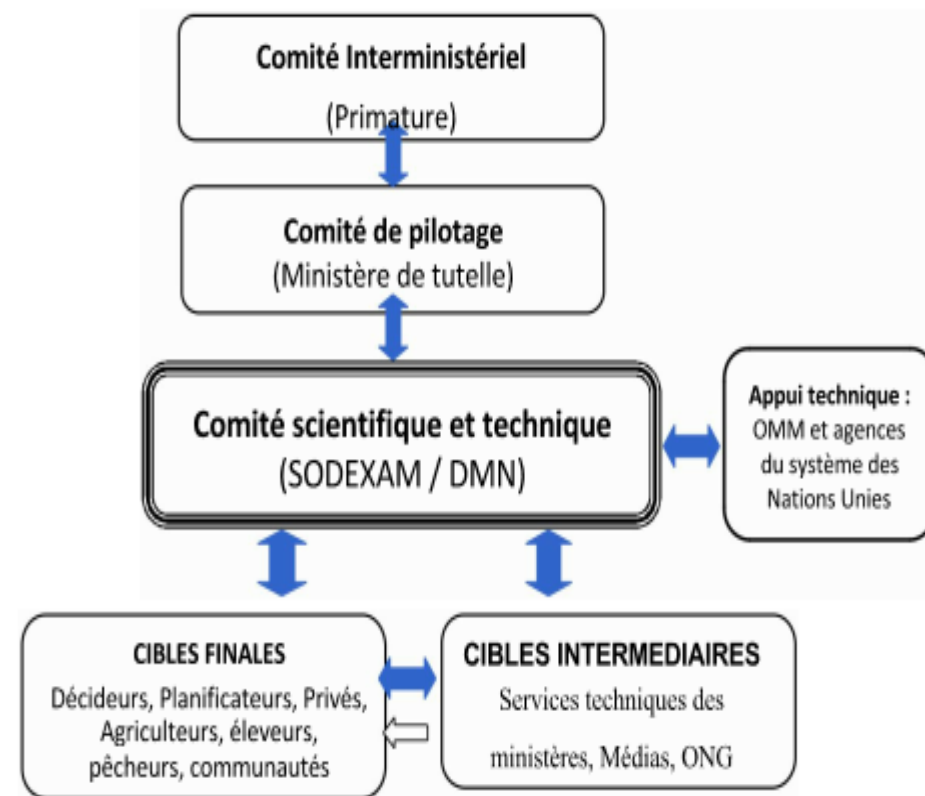 Comité Interministériel
(Primature)
Comité de pilotage
(Ministère de tutelle)
Comité scientifique et technique
(SODEXAM / DMN)
Appui technique :
OMM et agences
du système des
Nations Unies
CIBLES FINALES
Décideurs, Planificateurs, Privés,
Agriculteurs, éleveurs,
pêcheurs, communautés
CIBLES INTERMEDIAIRES
Services techniques des
ministères, Médias, ONG